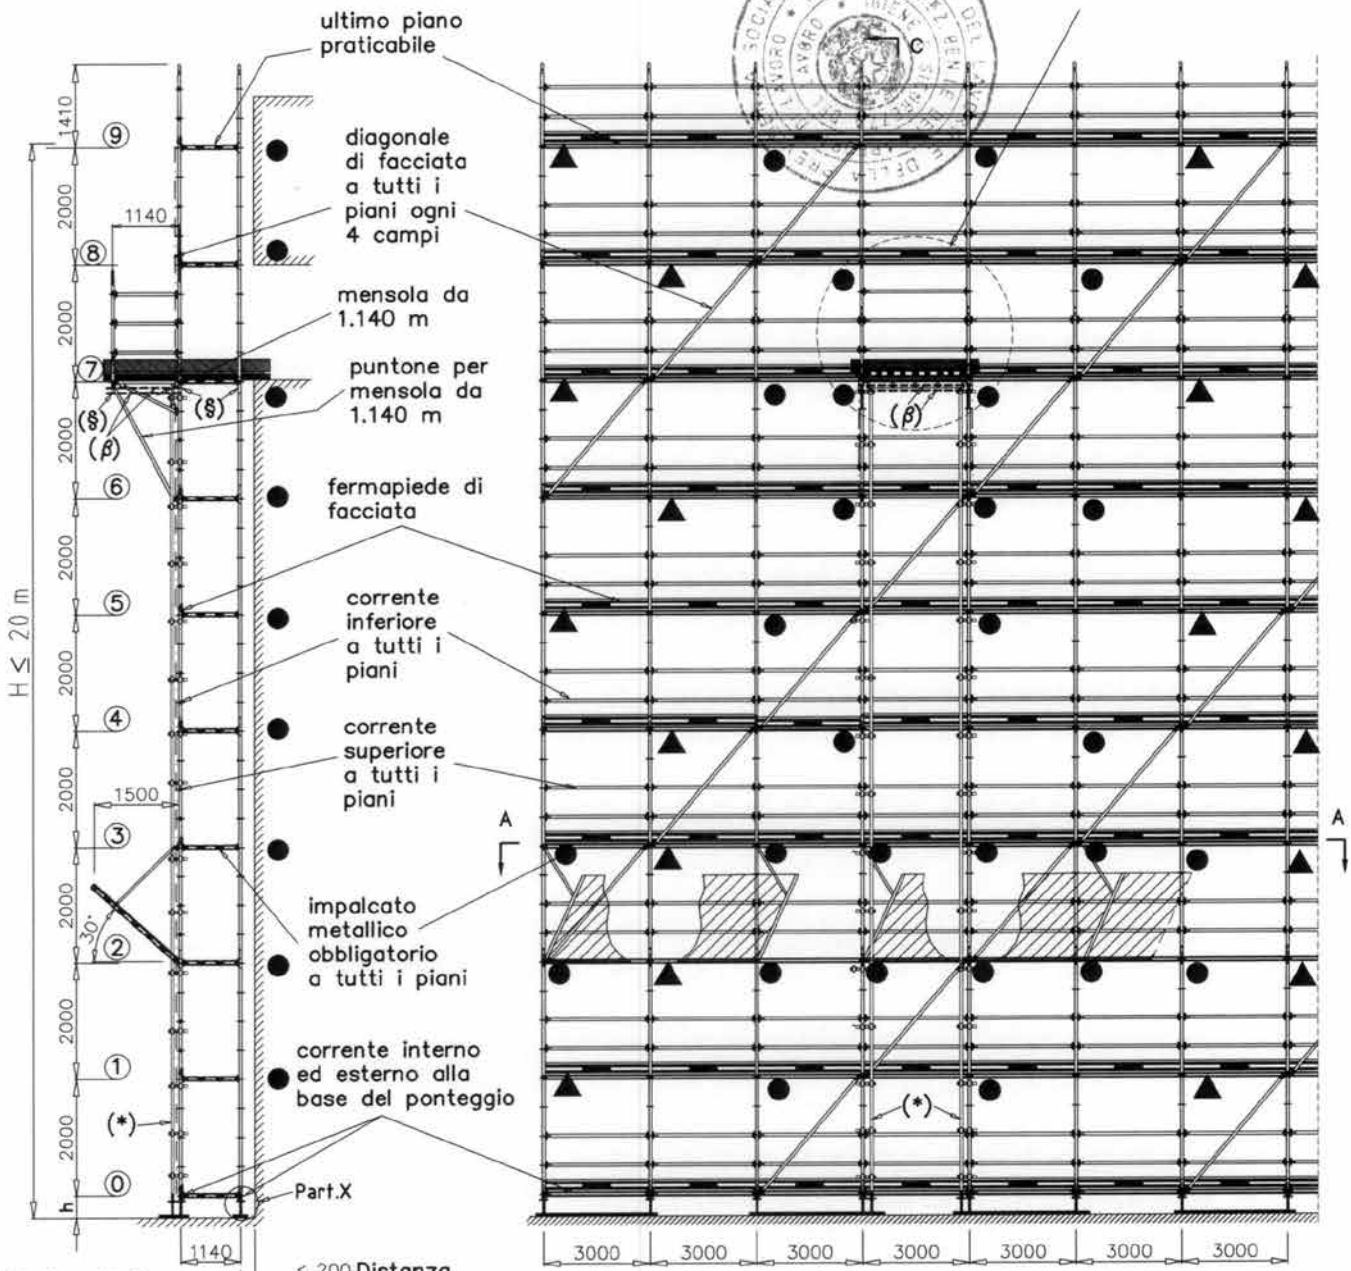 ultimo piano
praticabile
C
1410
⑨
diagonale
di facciata
a tutti i
piani ogni
4 campi
2000
1140
⑧
mensola da
1.140 m
2000
⑦
puntone per
mensola da
1.140 m
(§)
(§)
(β)
(β)
2000
⑥
fermapiede di
facciata
2000
⑤
corrente
inferiore
a tutti i
piani
H ≤ 20 m
2000
④
corrente
superiore
a tutti i
piani
2000
1500
③
A
A
2000
30°
impalcato
metallico
obbligatorio
a tutti i piani
②
2000
corrente interno
ed esterno alla
base del ponteggio
①
(*)
(*)
2000
⓪
Part.X
h
1140
3000 3000 3000 3000 3000 3000 3000
≤ 200 Distanza